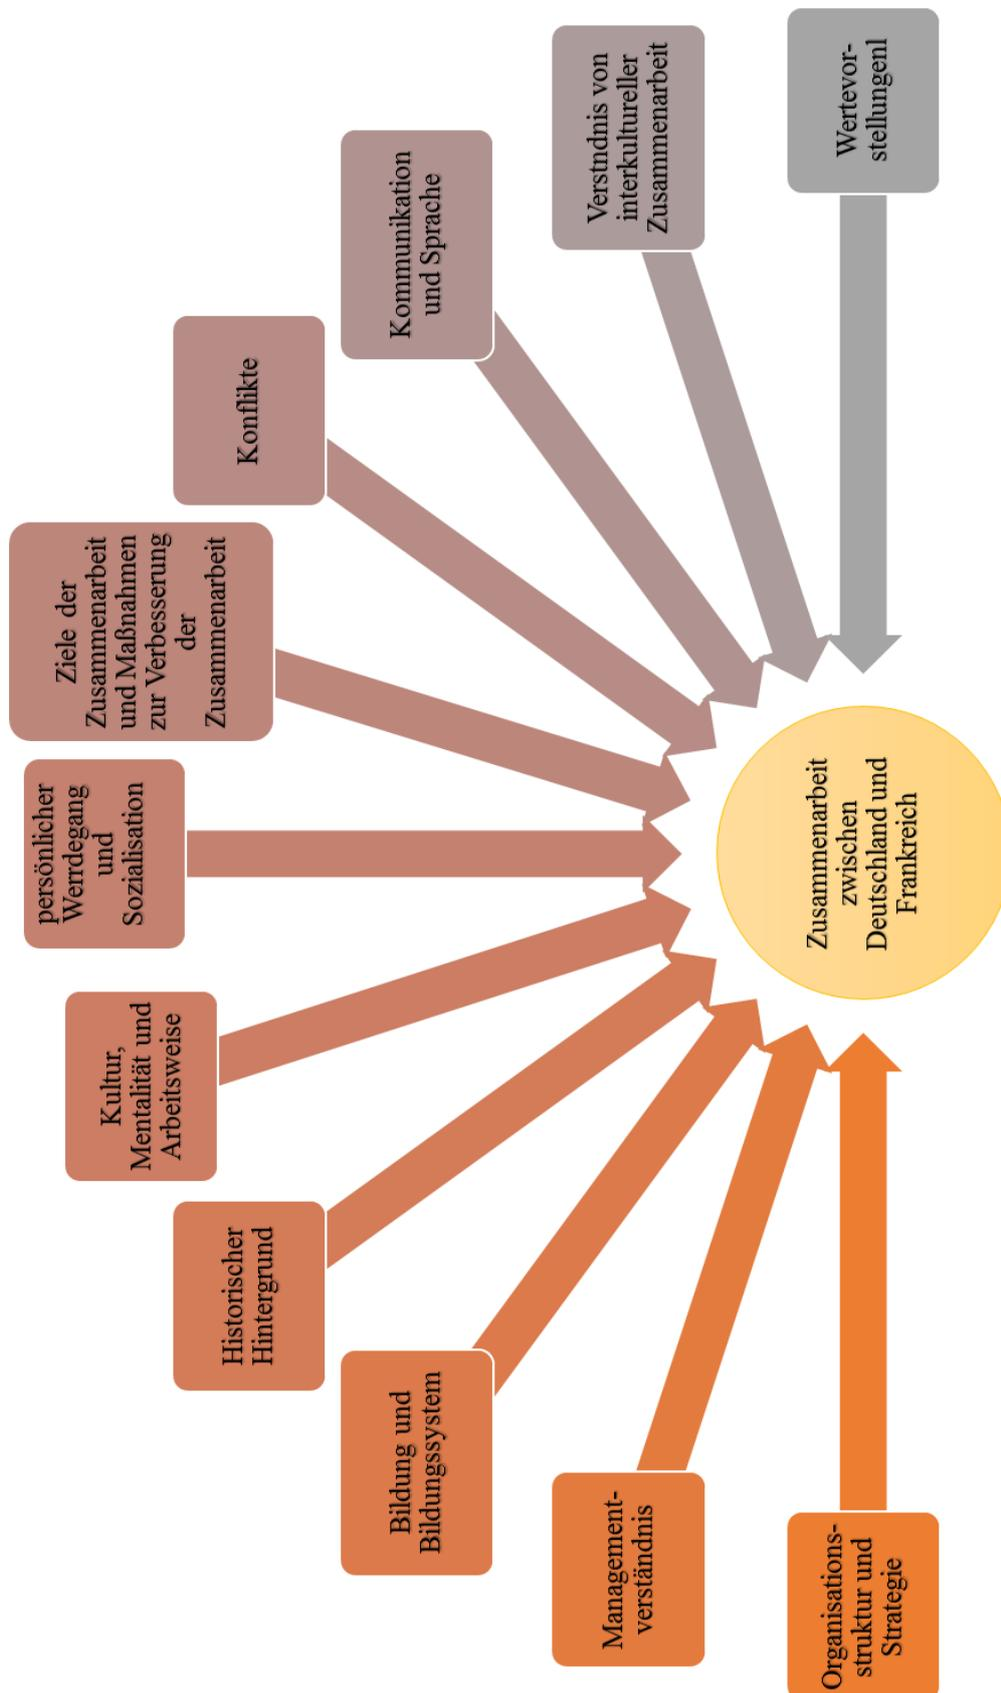 Organisations-
struktur und
Strategie
Management-
verständnis
Bildung und
Bildungssystem
Historischer
Hintergrund
Kultur,
Mentalität und
Arbeitsweise
persönlicher
Werrdegang
und
Sozialisation
Ziele der
Zusammenarbeit
und Maßnahmen
zur Verbesserung
der
Zusammenarbeit
Konflikte
Kommunikation
und Sprache
Verstndnis von
interkultureller
Zusammenarbeit
Wertevor-
stellungenl
Zusammenarbeit
zwischen
Deutschland und
Frankreich